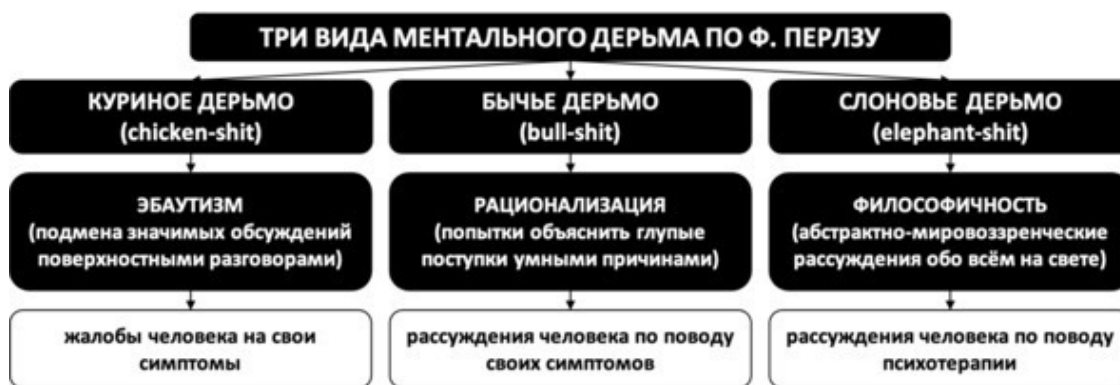 ТРИ ВИДА МЕНТАЛЬНОГО ДЕРЬМА ПО Ф. ПЕРЛЗУ
КУРИНОЕ ДЕРЬМО
(chicken-shit)
БЫЧЬЕ ДЕРЬМО
(bull-shit)
СЛОНОВЬЕ ДЕРЬМО
(elephant-shit)
ЭБАУТИЗМ
(подмена значимых обсуждений
поверхностными разговорами)
РАЦИОНАЛИЗАЦИЯ
(попытки объяснить глупые
поступки умными причинами)
ФИЛОСОФИЧНОСТЬ
(абстрактно-мировоззренческие
рассуждения обо всём на свете)
жалобы человека на свои
симптомы
рассуждения человека по поводу
своих симптомов
рассуждения человека по поводу
психотерапии